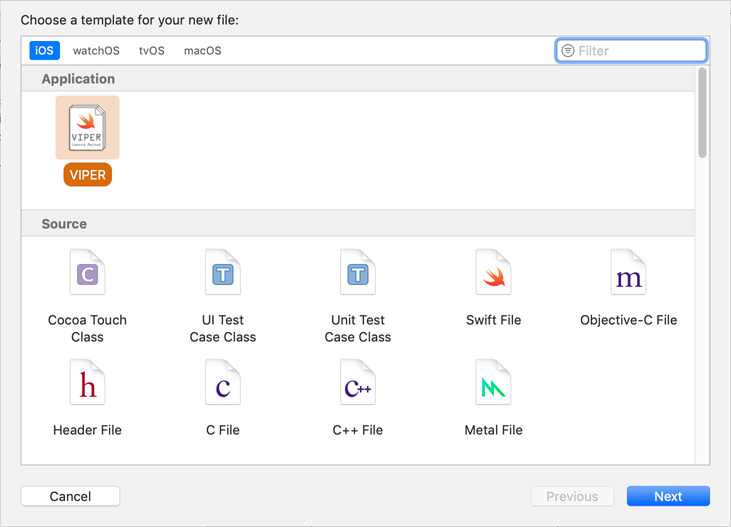 Choose a template for your new file:
iOS watchOS tvOS macOS Filter
Application
VIPER
VIPER
Source
C T T m
Cocoa Touch Class
UI Test Case Class
Unit Test Case Class
Swift File
Objective-C File
h c C++
Header File
C File
C++ File
Metal File
Cancel Previous Next